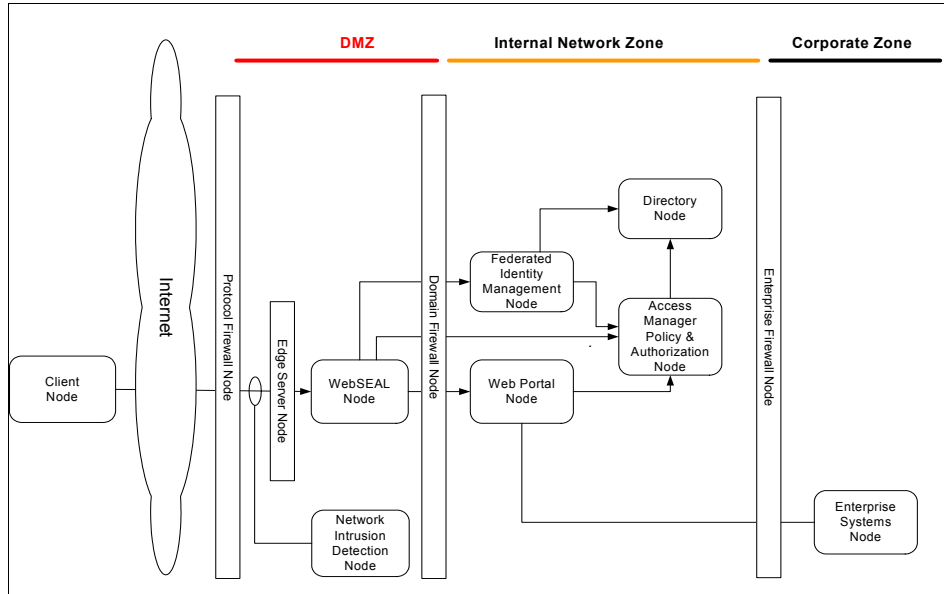 DMZ
Internal Network Zone
Corporate Zone
Internet
Protocol Firewall Node
Edge Server Node
Domain Firewall Node
Enterprise Firewall Node
Directory
Node
Federated
Identity
Management
Node
Access
Manager
Policy &
Authorization
Node
Client
Node
WebSEAL
Node
Web Portal
Node
Network
Intrusion
Detection
Node
Enterprise
Systems
Node